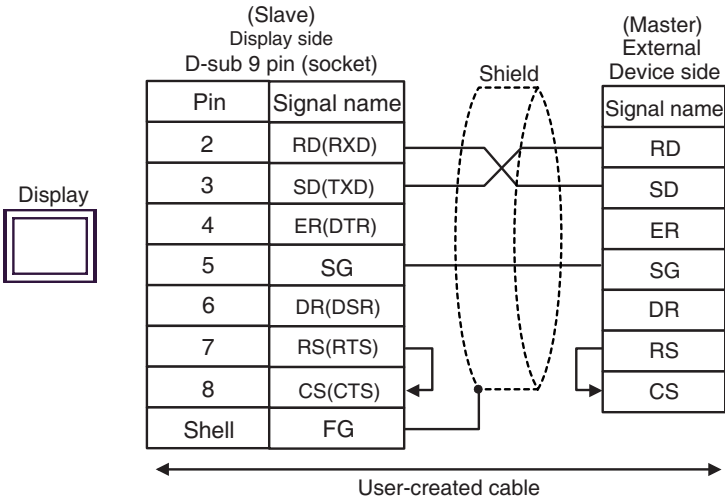 (Slave)
Display side
D-sub 9 pin (socket)
(Master)
External
Device side
Shield
Display
Pin Signal name
2 RD(RXD)
3 SD(TXD)
4 ER(DTR)
5 SG
6 DR(DSR)
7 RS(RTS)
8 CS(CTS)
Shell FG
Signal name
RD
SD
ER
SG
DR
RS
CS
User-created cable